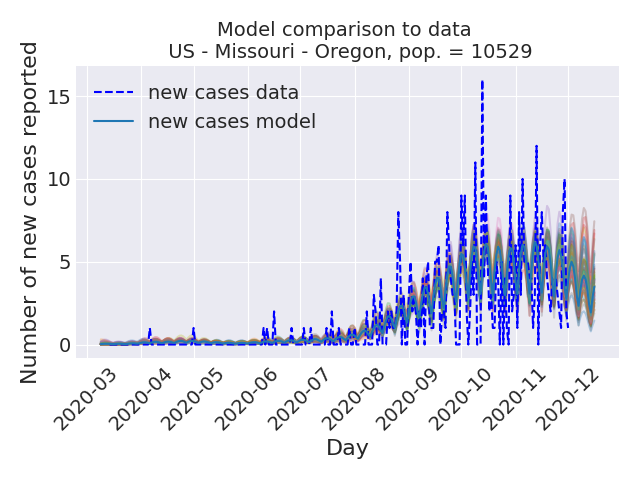 Model comparison to data
US - Missouri - Oregon, pop. = 10529
Number of new cases reported
15
10
5
0
new cases data
new cases model
2020-03
2020-04
2020-05
2020-06
2020-07
2020-08
2020-09
2020-10
2020-11
2020-12
Day